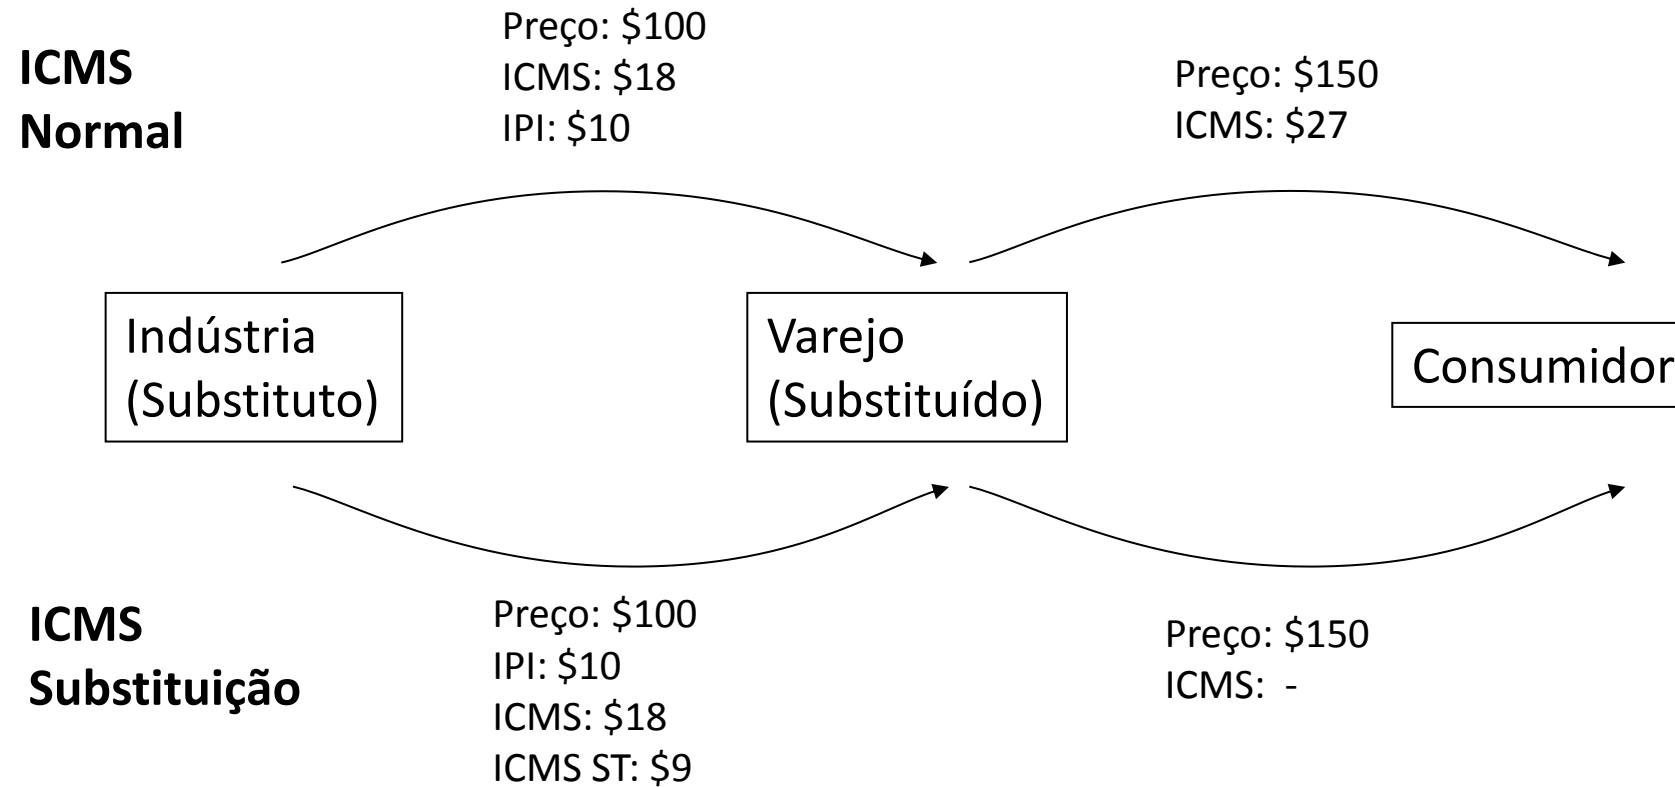 ICMS
Normal
Preço: $100
ICMS: $18
IPI: $10
Preço: $150
ICMS: $27
Indústria
(Substituto)
Varejo
(Substituído)
Consumidor
ICMS
Substituição
Preço: $100
IPI: $10
ICMS: $18
ICMS ST: $9
Preço: $150
ICMS: -